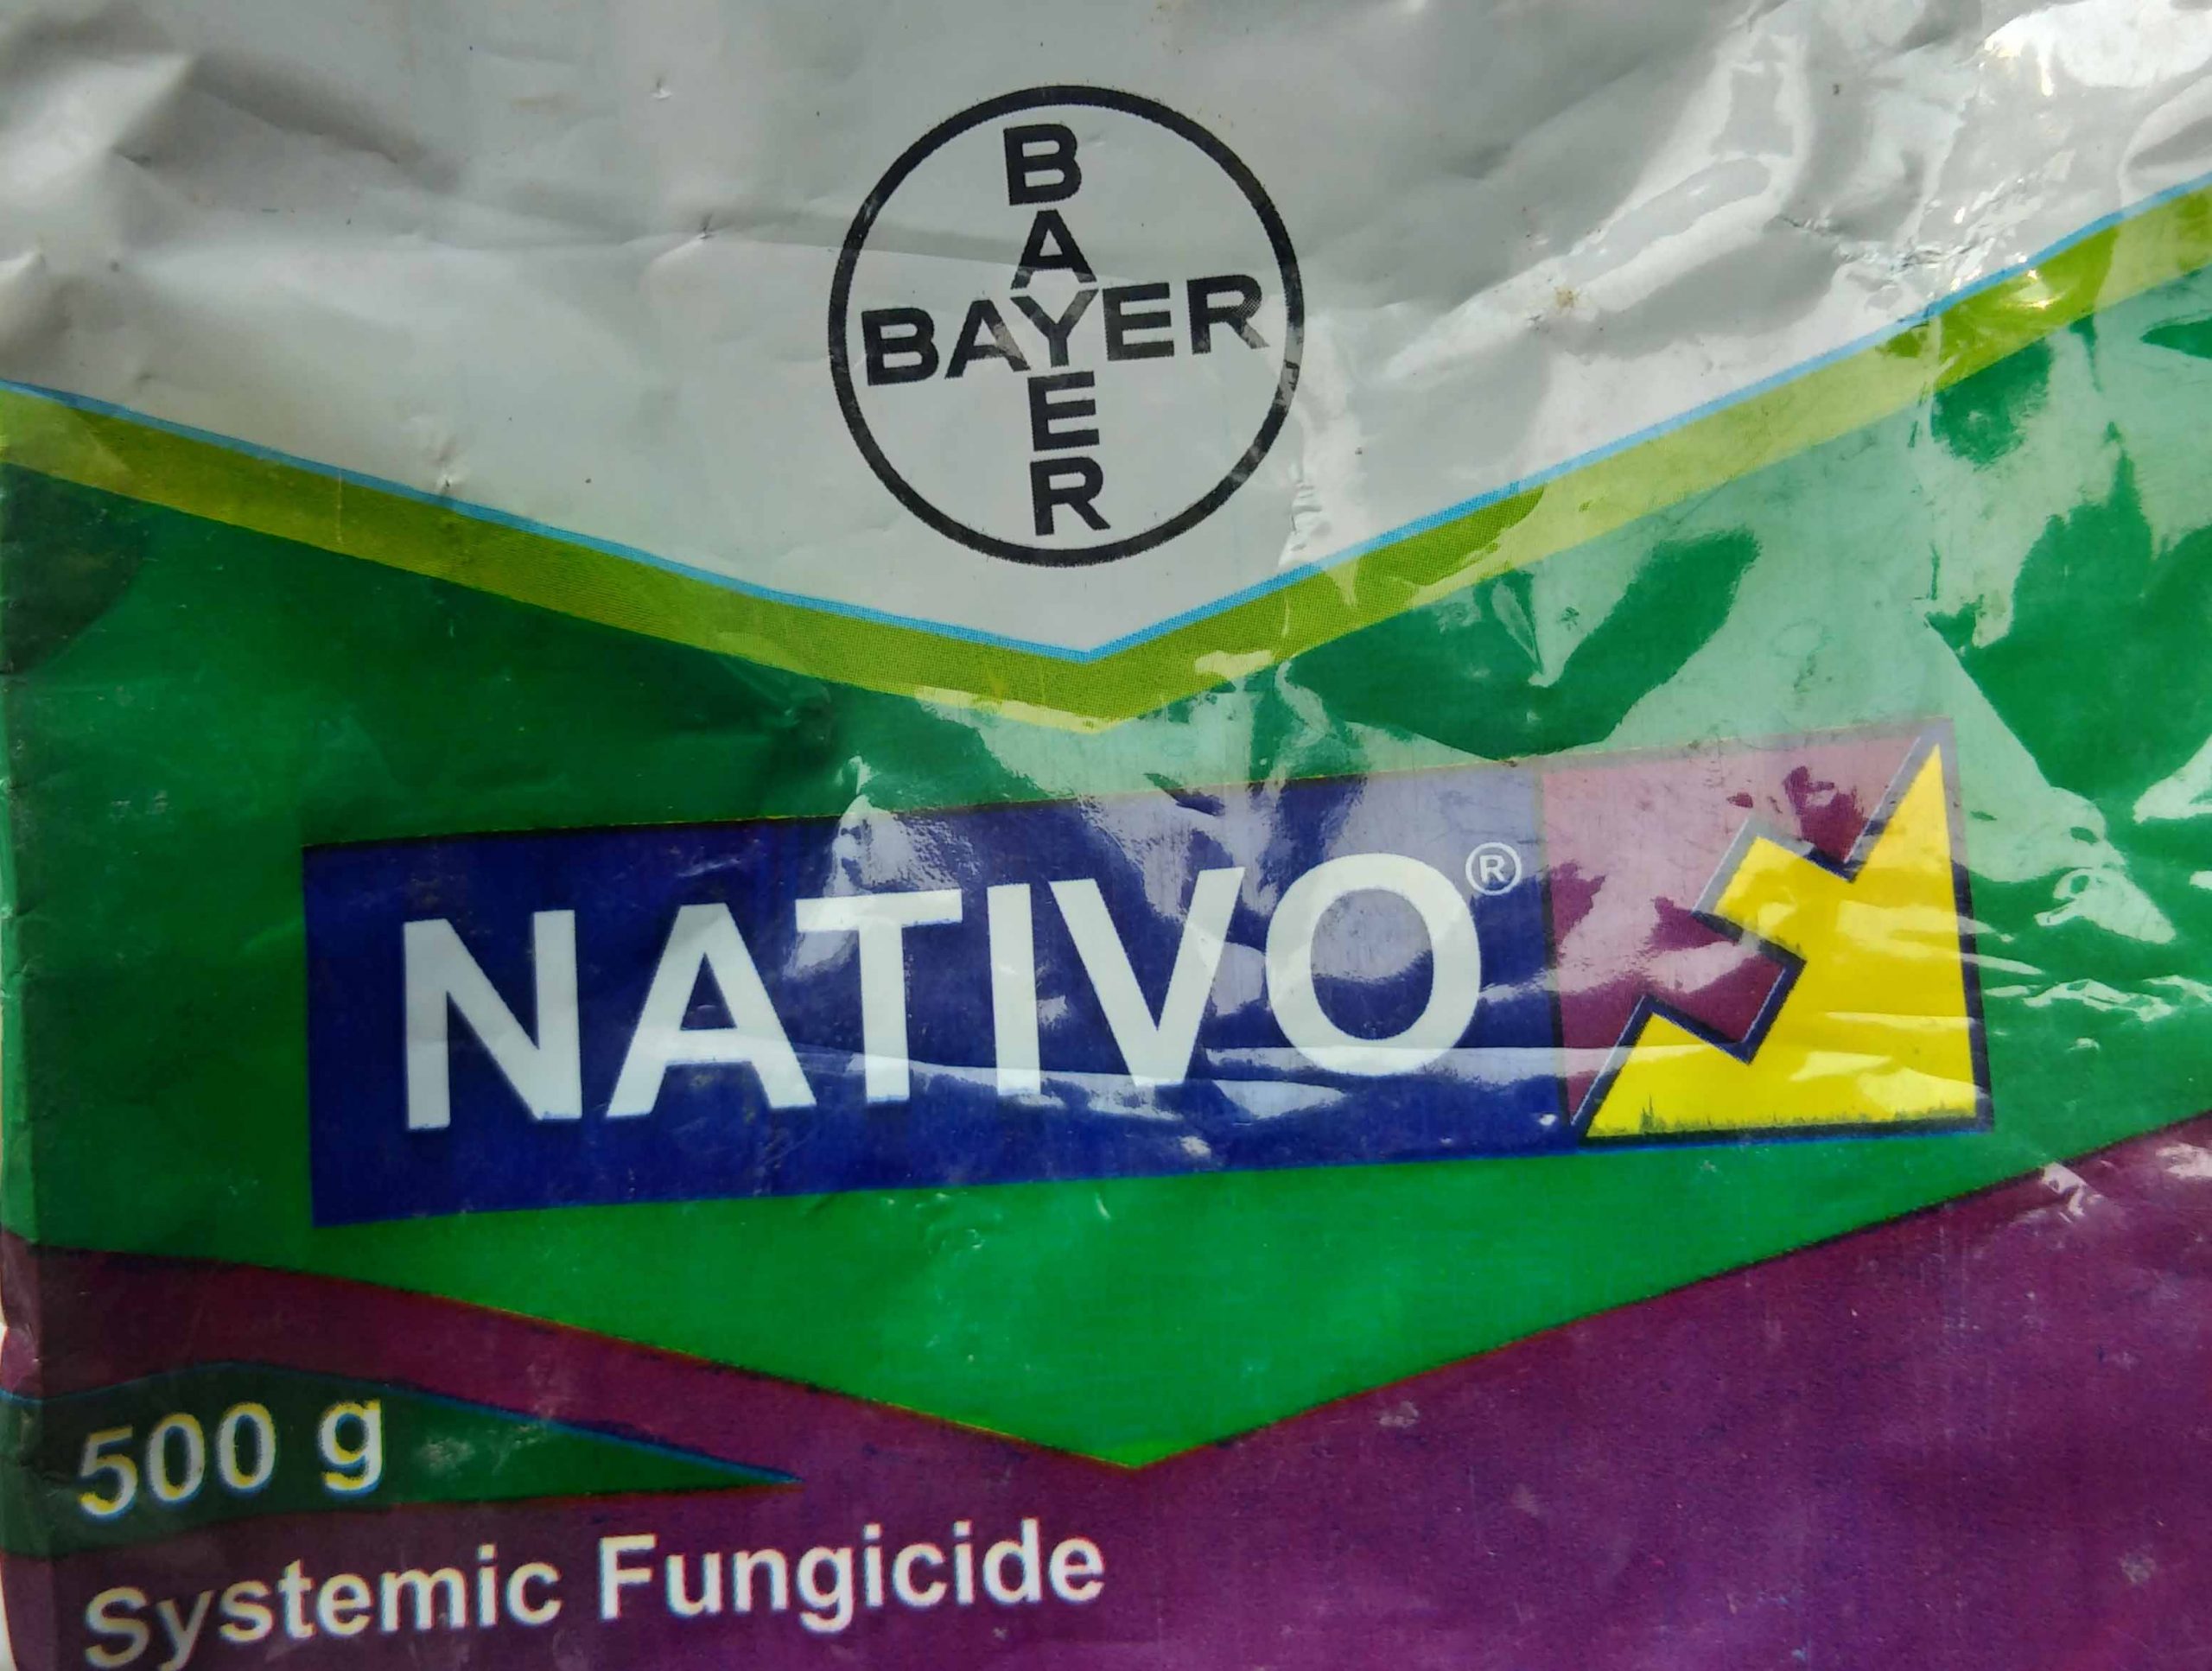 BAYER
BAYER
NATIVO®
500 g
Systemic Fungicide